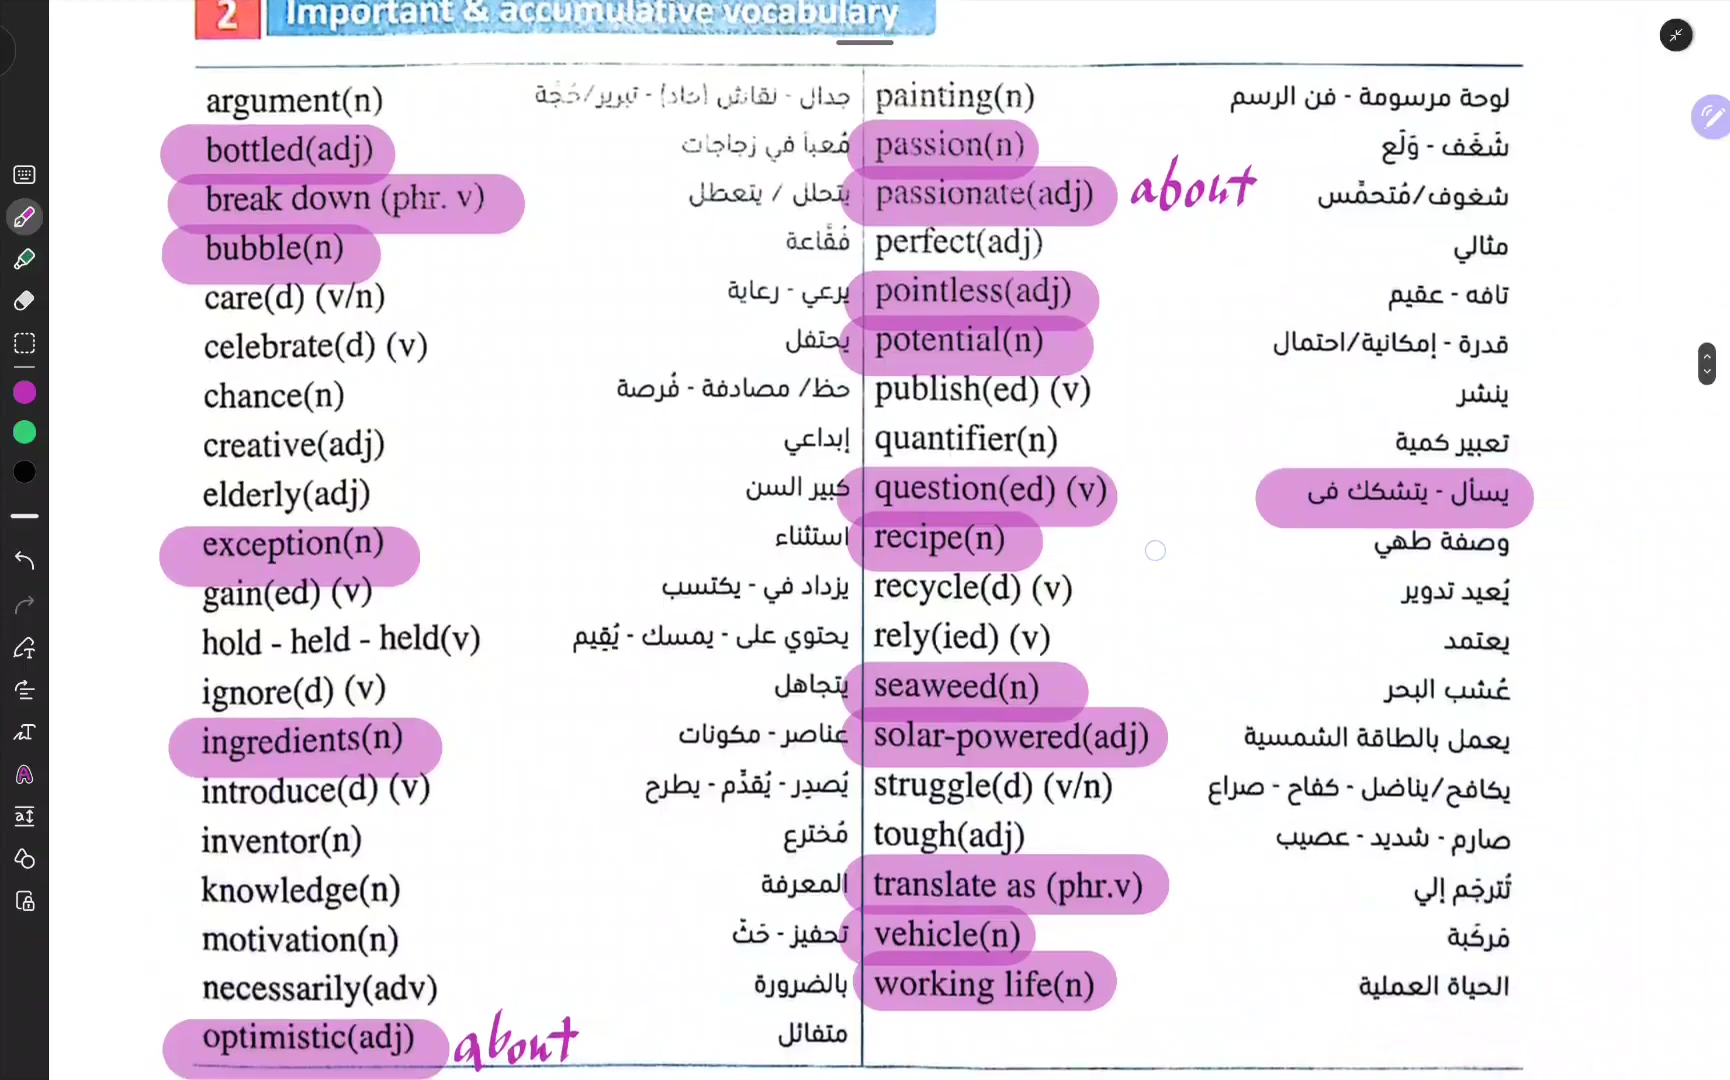 2 Important & accumulative vocabulary
argument(n) جدال - نقاش (حاد) - تبرير/حُجَّة
bottled(adj) مُعبأ في زجاجات
break down (phr. v) يتحلل / يتعطل
bubble(n) فُقَّاعة
care(d) (v/n) يرعي - رعاية
celebrate(d) (v) يحتفل
chance(n) حظ/ مصادفة - فُرصة
creative(adj) إبداعي
elderly(adj) كبير السن
exception(n) استثناء
gain(ed) (v) يزداد في - يكتسب
hold - held - held(v) يحتوي على - يمسك - يُقِيم
ignore(d) (v) يتجاهل
ingredients(n) عناصر - مكونات
introduce(d) (v) يُصدِر - يُقدِّم - يطرح
inventor(n) مُخترع
knowledge(n) المعرفة
motivation(n) تحفيز - حَثّ
necessarily(adv) بالضرورة
optimistic(adj) about متفائل
painting(n) لوحة مرسومة - فن الرسم
passion(n) شَغَف - وَلَع
passionate(adj) about شغوف/مُتحمِّس
perfect(adj) مثالي
pointless(adj) تافه - عقيم
potential(n) قدرة - إمكانية/احتمال
publish(ed) (v) ينشر
quantifier(n) تعبير كمية
question(ed) (v) يسأل - يتشكك فى
recipe(n) وصفة طهي
recycle(d) (v) يُعيد تدوير
rely(ied) (v) يعتمد
seaweed(n) عُشب البحر
solar-powered(adj) يعمل بالطاقة الشمسية
struggle(d) (v/n) يكافح/يناضل - كفاح - صراع
tough(adj) صارم - شديد - عصيب
translate as (phr.v) تُترجَم إلي
vehicle(n) مَركَبة
working life(n) الحياة العملية